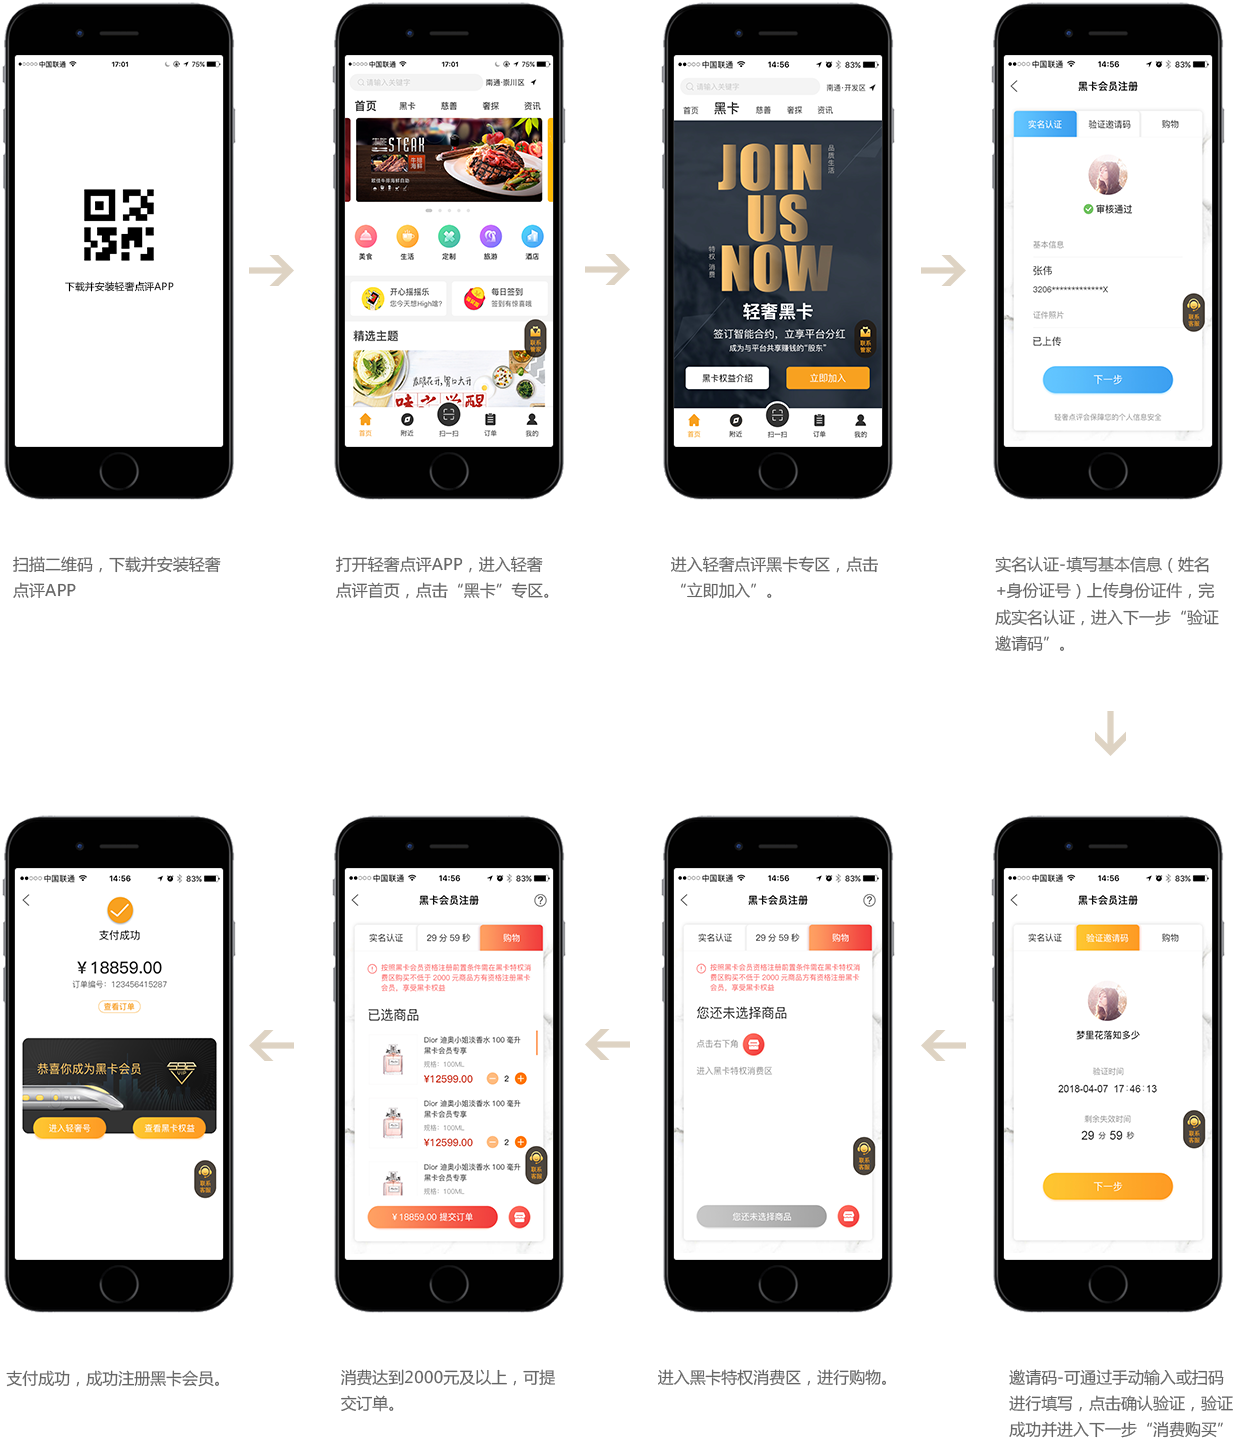 中国联通 17:01 75%
下载并安装轻奢点评APP
扫描二维码，下载并安装轻奢
点评APP
中国联通 17:01 75%
请输入关键字 南通·崇川区
首页 黑卡 慈善 奢探 资讯
STEAK
牛排
海鲜
美食 生活 定制 旅游 酒店
开心摇摇乐 每日签到
您今天想High啥? 签到有惊喜哦
精选主题
联系
管家
味之觉醒
首页 附近 扫一扫 订单 我的
打开轻奢点评APP，进入轻奢
点评首页，点击“黑卡”专区。
中国联通 14:56 83%
请输入关键字 南通·开发区
首页 黑卡 慈善 奢探 资讯
品质生活
JOIN
US
NOW
特权 消费
轻奢黑卡
签订智能合约，立享平台分红
成为与平台共享赚钱的“股东”
联系
管家
黑卡权益介绍 立即加入
首页 附近 扫一扫 订单 我的
进入轻奢点评黑卡专区，点击
“立即加入”。
中国联通 14:56 83%
黑卡会员注册
实名认证 验证邀请码 购物
审核通过
基本信息
张伟
3206*************X
证件照片
已上传
联系
客服
下一步
轻奢点评会保障您的个人信息安全
实名认证-填写基本信息（姓名
+身份证号）上传身份证件，完
成实名认证，进入下一步“验证
邀请码”。
中国联通 14:56 83%
支付成功
￥18859.00
订单编号：123456415287
查看订单
恭喜你成为黑卡会员
VIP
进入轻奢号 查看黑卡权益
联系
客服
支付成功，成功注册黑卡会员。
中国联通 14:56 83%
黑卡会员注册
实名认证 29 分 59 秒 购物
按照黑卡会员资格注册前置条件需在黑卡特权消
费区购买不低于 2000 元商品方有资格注册黑卡
会员，享受黑卡权益
已选商品
Dior 迪奥小姐淡香水 100 毫升
黑卡会员专享
规格：100ML
¥12599.00 2
Dior 迪奥小姐淡香水 100 毫升
黑卡会员专享
规格：100ML
¥12599.00 2
Dior 迪奥小姐淡香水 100 毫升
黑卡会员专享
规格：100ML
联系
客服
￥18859.00 提交订单
消费达到2000元及以上，可提
交订单。
中国联通 14:56 83%
黑卡会员注册
实名认证 29 分 59 秒 购物
按照黑卡会员资格注册前置条件需在黑卡特权消
费区购买不低于 2000 元商品方有资格注册黑卡
会员，享受黑卡权益
您还未选择商品
点击右下角
进入黑卡特权消费区
联系
客服
您还未选择商品
进入黑卡特权消费区，进行购物。
中国联通 14:56 83%
黑卡会员注册
实名认证 验证邀请码 购物
梦里花落知多少
验证时间
2018-04-07 17:46:13
剩余失效时间
29 分 59 秒
联系
客服
下一步
邀请码-可通过手动输入或扫码
进行填写，点击确认验证，验证
成功并进入下一步“消费购买”